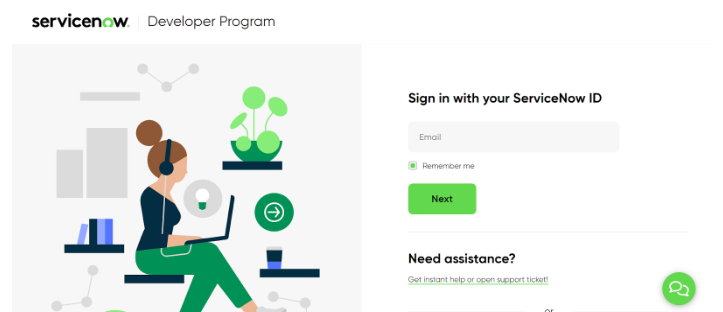 servicenow. Developer Program
Sign in with your ServiceNow ID
Email
Remember me
Next
Need assistance?
Get instant help or open support ticket!
or